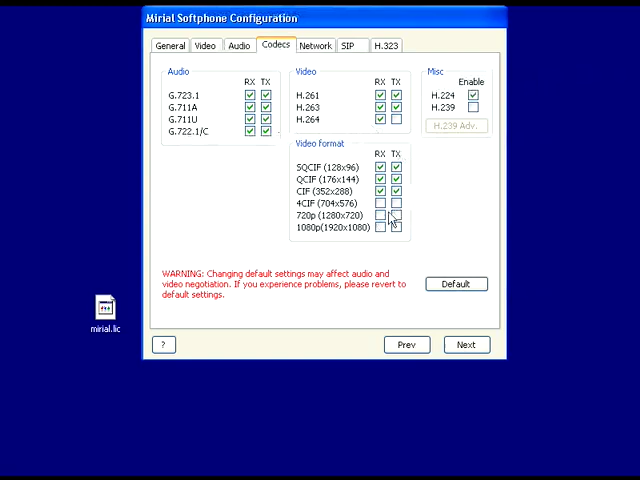 Mirial Softphone Configuration
General Video Audio Codecs Network SIP H.323
Audio
RX TX
G.723.1
G.711A
G.711U
G.722.1/C
Video
RX TX
H.261
H.263
H.264
Misc
Enable
H.224
H.239
H.239 Adv.
Video format
RX TX
SQCIF (128x96)
QCIF (176x144)
CIF (352x288)
4CIF (704x576)
720p (1280x720)
1080p(1920x1080)
WARNING: Changing default settings may affect audio and
video negotiation. If you experience problems, please revert to
default settings.
Default
mirial.lic
? Prev Next